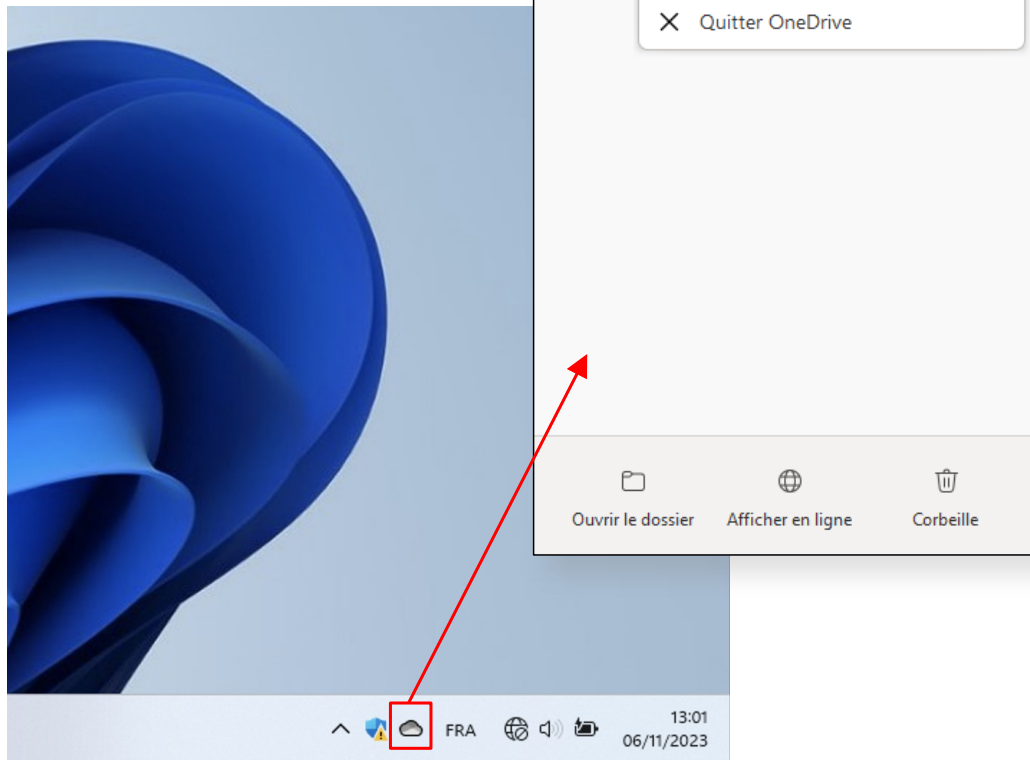 Quitter OneDrive
Ouvrir le dossier
Afficher en ligne
Corbeille
FRA
13:01
06/11/2023